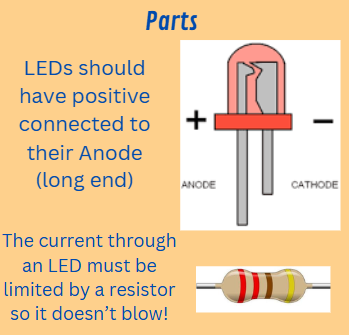 Parts
LEDs should
have positive
connected to
their Anode
(long end)
+
−
ANODE
CATHODE
The current through
an LED must be
limited by a resistor
so it doesn't blow!